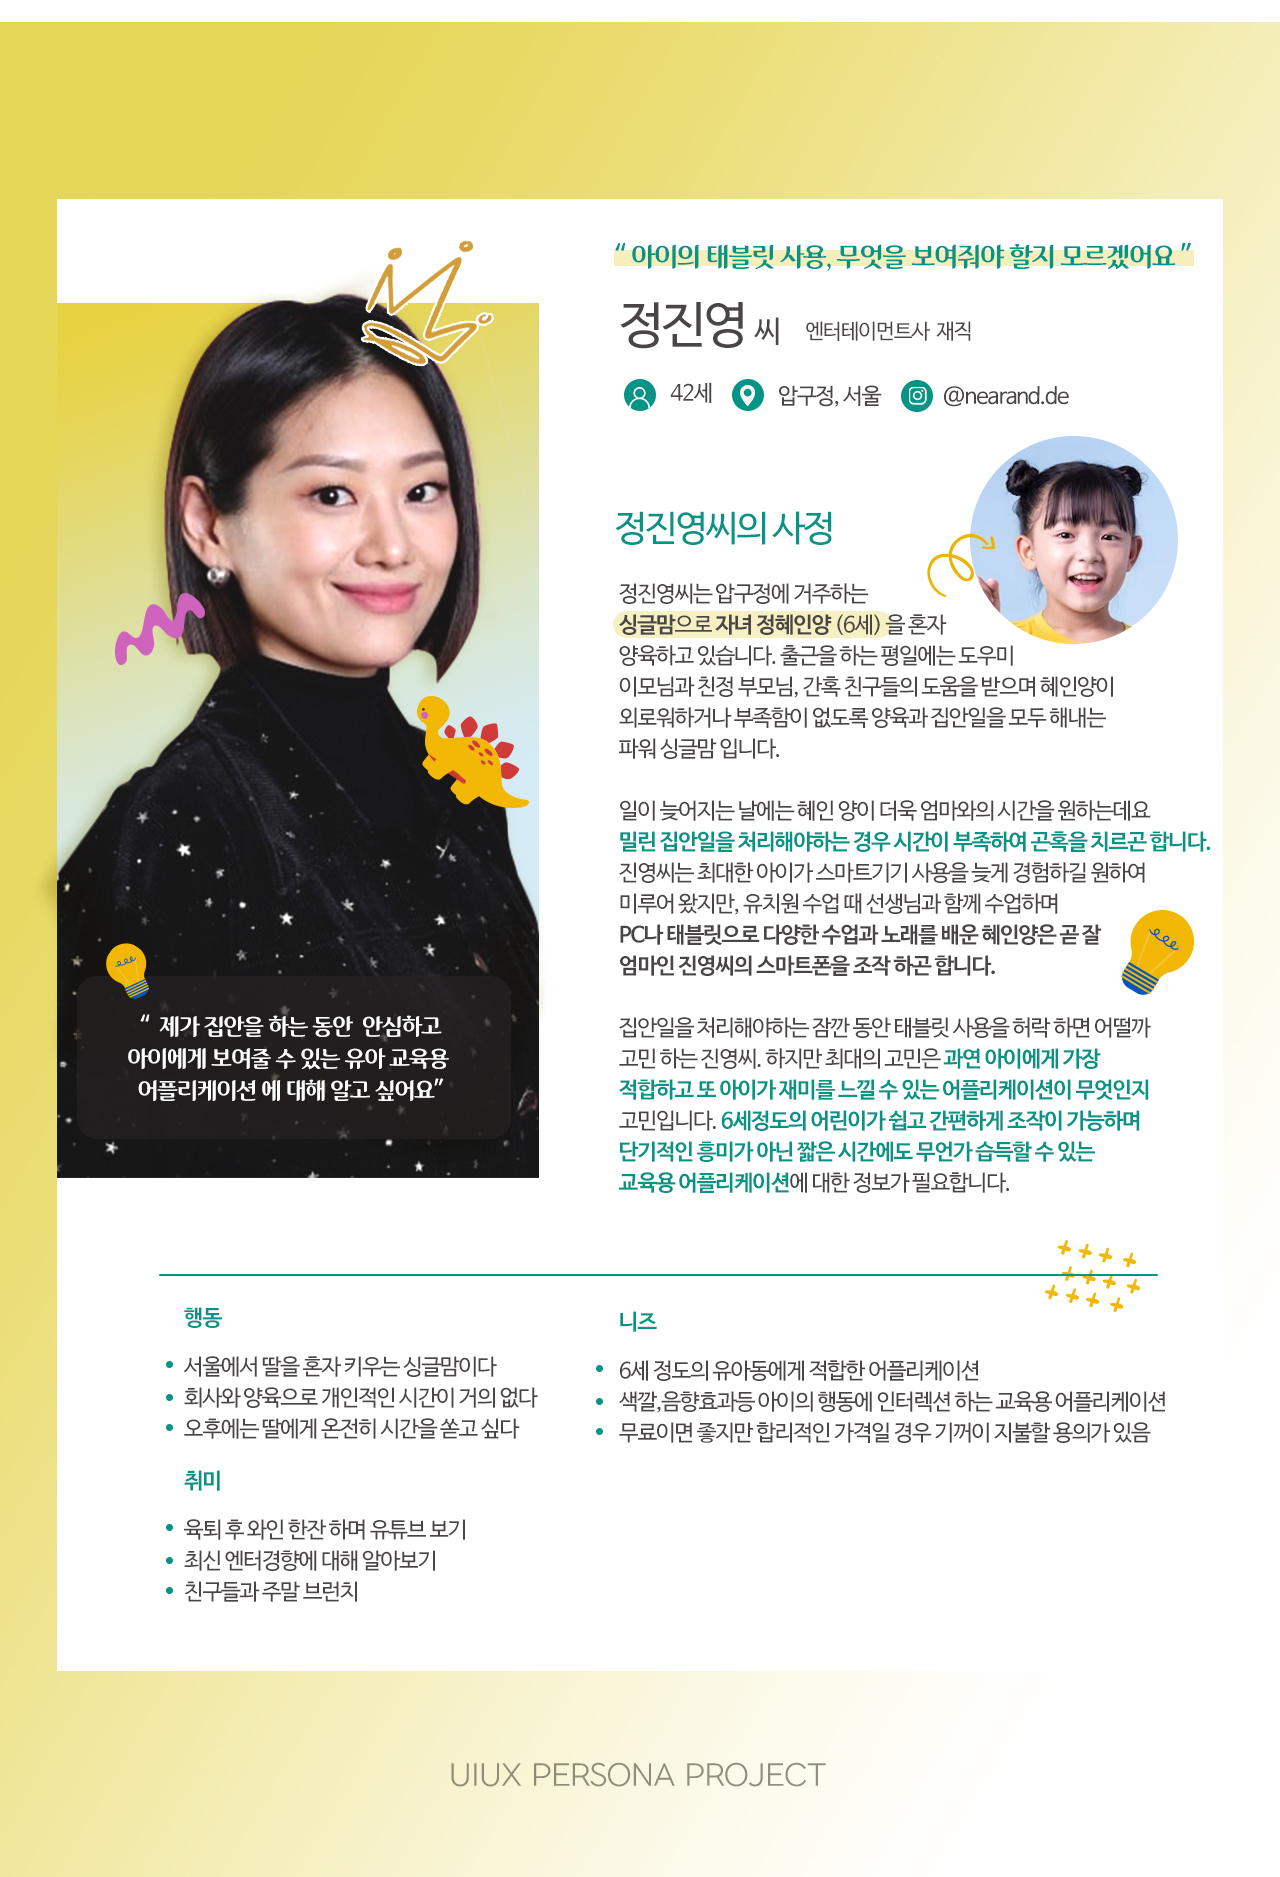 “ 아이의 태블릿 사용, 무엇을 보여줘야 할지 모르겠어요 ”
정진영 씨 엔터테이먼트사 재직
42세 압구정, 서울 @nearand.de
정진영씨의 사정
정진영씨는 압구정에 거주하는
싱글맘으로 자녀 정혜인양 (6세) 을 혼자
양육하고 있습니다. 출근을 하는 평일에는 도우미
이모님과 친정 부모님, 간혹 친구들의 도움을 받으며 혜인양이
외로워하거나 부족함이 없도록 양육과 집안일을 모두 해내는
파워 싱글맘 입니다.
일이 늦어지는 날에는 혜인 양이 더욱 엄마와의 시간을 원하는데요
밀린 집안일을 처리해야하는 경우 시간이 부족하여 곤혹을 치르곤 합니다.
진영씨는 최대한 아이가 스마트기기 사용을 늦게 경험하길 원하여
미루어 왔지만, 유치원 수업 때 선생님과 함께 수업하며
PC나 태블릿으로 다양한 수업과 노래를 배운 혜인양은 곧 잘
엄마인 진영씨의 스마트폰을 조작 하곤 합니다.
집안일을 처리해야하는 잠깐 동안 태블릿 사용을 허락 하면 어떨까
고민 하는 진영씨. 하지만 최대의 고민은 과연 아이에게 가장
적합하고 또 아이가 재미를 느낄 수 있는 어플리케이션이 무엇인지
고민입니다. 6세정도의 어린이가 쉽고 간편하게 조작이 가능하며
단기적인 흥미가 아닌 짧은 시간에도 무언가 습득할 수 있는
교육용 어플리케이션에 대한 정보가 필요합니다.
“ 제가 집안을 하는 동안 안심하고
아이에게 보여줄 수 있는 유아 교육용
어플리케이션 에 대해 알고 싶어요”
행동
• 서울에서 딸을 혼자 키우는 싱글맘이다
• 회사와 양육으로 개인적인 시간이 거의 없다
• 오후에는 딸에게 온전히 시간을 쏟고 싶다
취미
• 육퇴 후 와인 한잔 하며 유튜브 보기
• 최신 엔터경향에 대해 알아보기
• 친구들과 주말 브런치
니즈
• 6세 정도의 유아동에게 적합한 어플리케이션
• 색깔,음향효과등 아이의 행동에 인터렉션 하는 교육용 어플리케이션
• 무료이면 좋지만 합리적인 가격일 경우 기꺼이 지불할 용의가 있음
UIUX PERSONA PROJECT